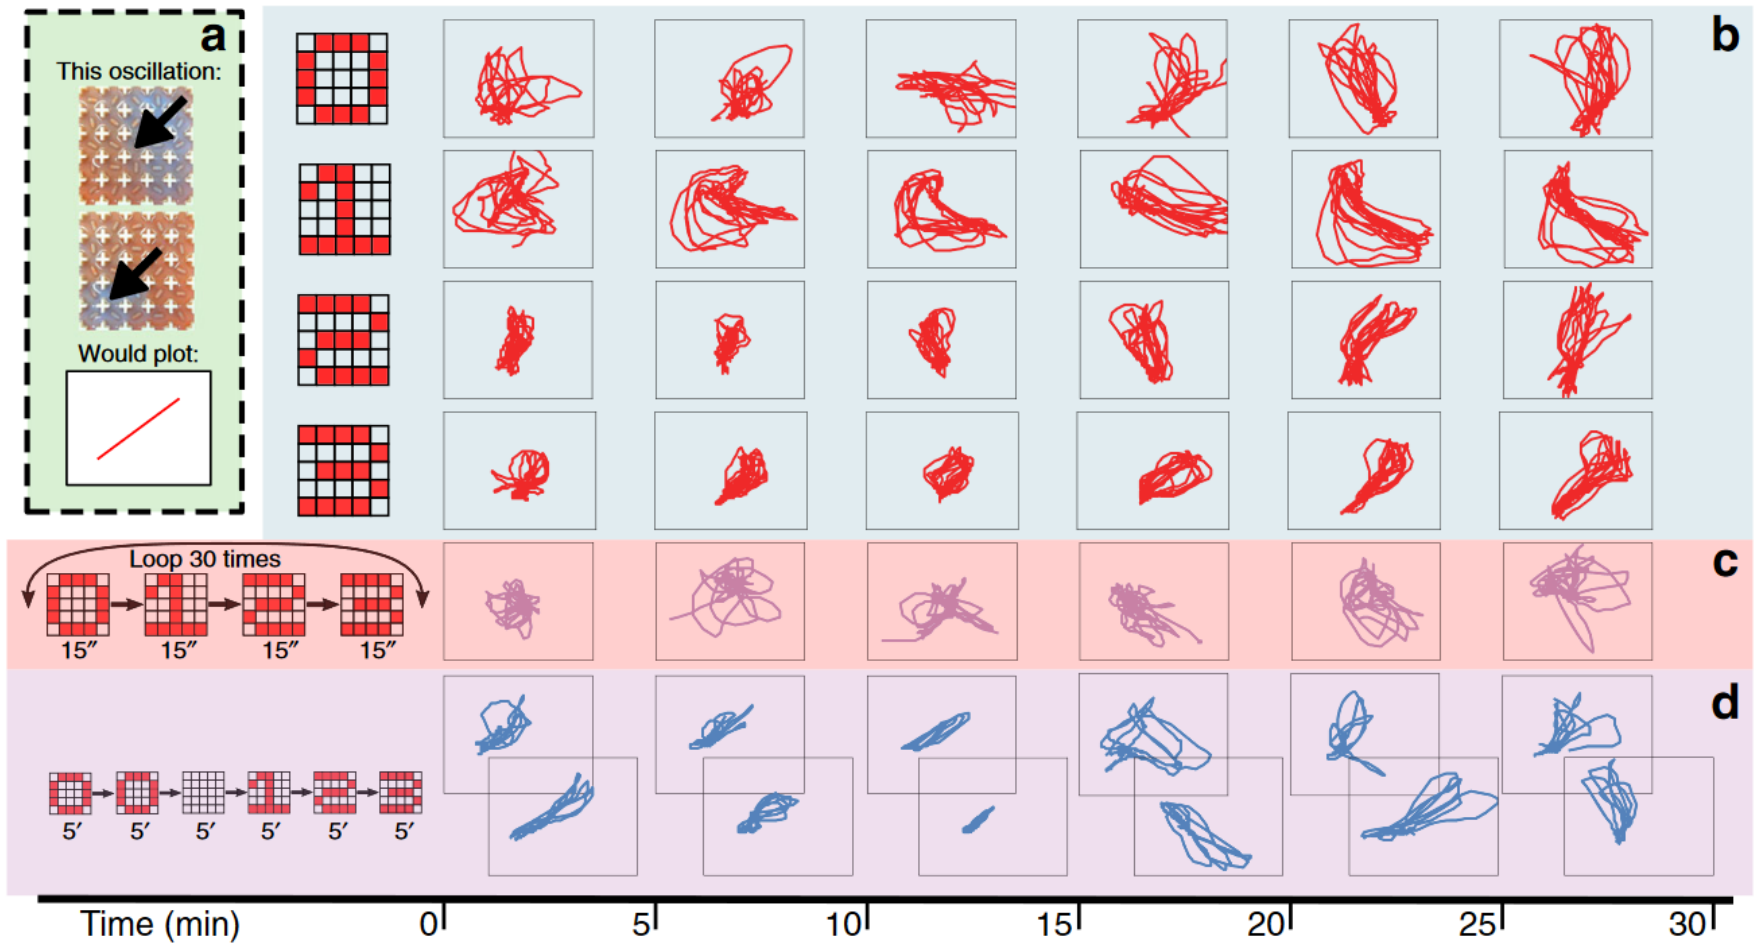 a
This oscillation:
Would plot:
b
Loop 30 times
15″ 15″ 15″ 15″
c
5′ 5′ 5′ 5′ 5′ 5′
d
Time (min) 0 5 10 15 20 25 30